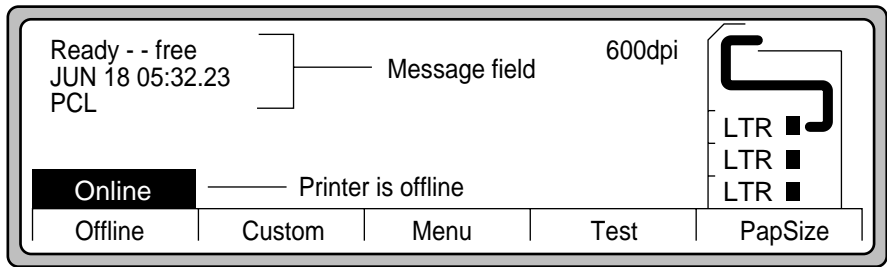 Ready - - free
JUN 18 05:32.23
PCL
Message field
600dpi
LTR
LTR
LTR
Online
Printer is offline
Offline
Custom
Menu
Test
PapSize